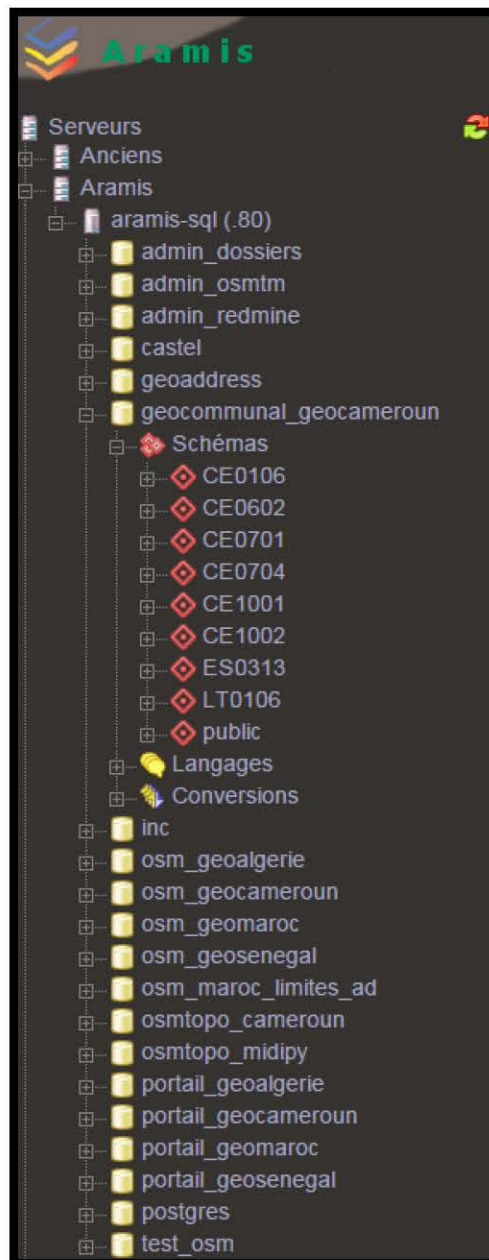 Aramis
Serveurs
Anciens
Aramis
aramis-sql (.80)
admin_dossiers
admin_osmtm
admin_redmine
castel
geoaddress
geocommunal_geocameroun
Schémas
CE0106
CE0602
CE0701
CE0704
CE1001
CE1002
ES0313
LT0106
public
Langages
Conversions
inc
osm_geoalgerie
osm_geocameroun
osm_geomaroc
osm_geosenegal
osm_maroc_limites_ad
osmtopo_cameroun
osmtopo_midipy
portail_geoalgerie
portail_geocameroun
portail_geomaroc
portail_geosenegal
postgres
test_osm